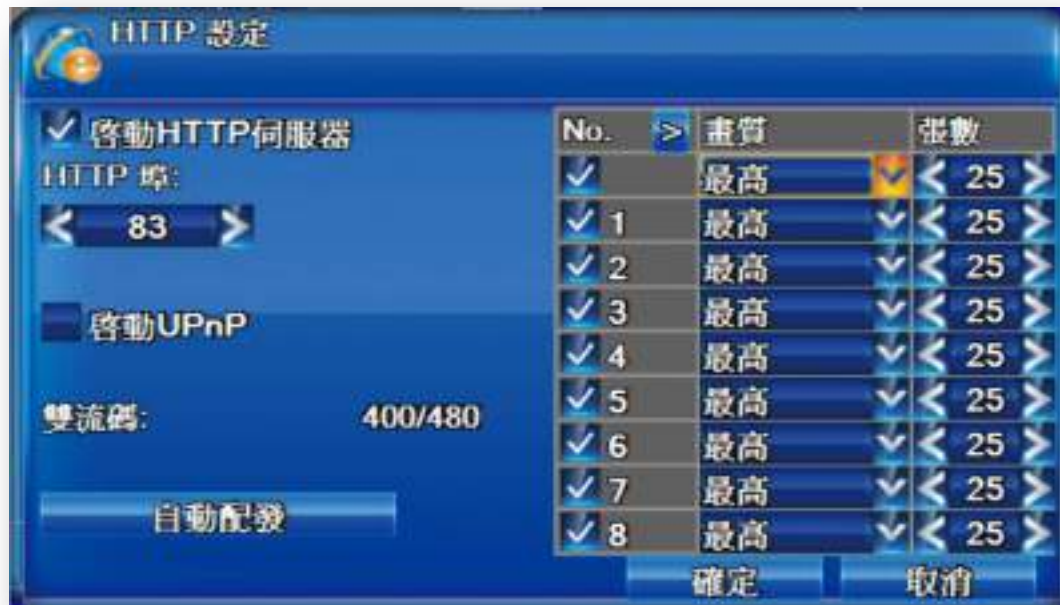 HTTP 設定
啓動HTTP伺服器
HTTP 埠:
83
啓動UPnP
雙流碼: 400/480
自動配發
No. > 畫質 張數
最高 25
1 最高 25
2 最高 25
3 最高 25
4 最高 25
5 最高 25
6 最高 25
7 最高 25
8 最高 25
確定 取消